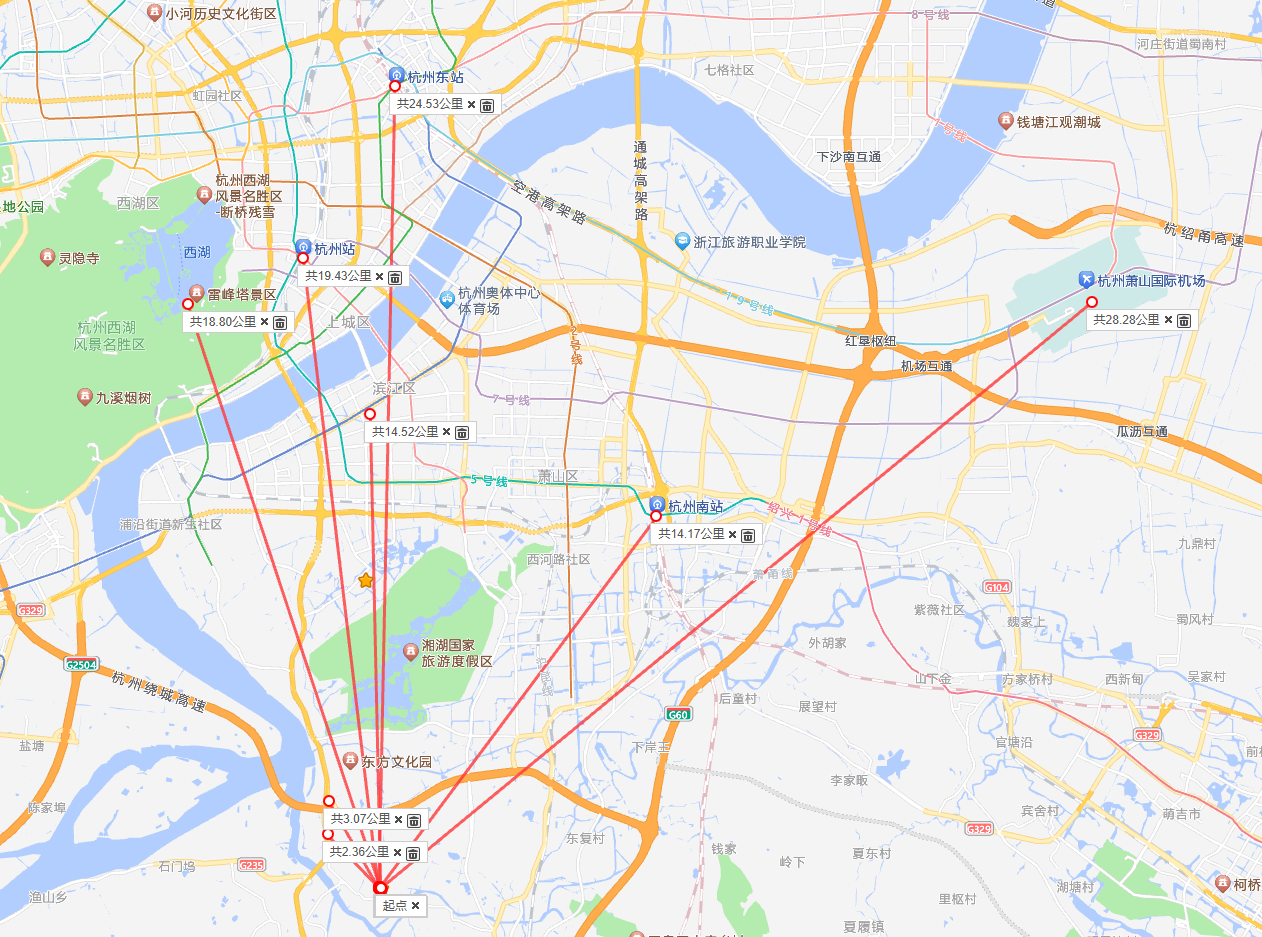 小河历史文化街区
8号线
河庄街道蜀南村
杭州东站
七格社区
虹园社区
共24.53公里
钱塘江观潮城
1号线
通城高架路
下沙南互通
杭州西湖
风景名胜区
-断桥残雪
空港高架路
地公园
西湖区
杭绍甬高速
浙江旅游职业学院
杭州站
西湖
灵隐寺
共19.43公里
杭州萧山国际机场
雷峰塔景区
杭州奥体中心
体育场
19号线
共18.80公里
上城区
共28.28公里
杭州西湖
风景名胜区
2号线
红垦枢纽
机场互通
滨江区
九溪烟树
7号线
共14.52公里
瓜沥互通
萧山区
5号线
杭州南站
绍兴1号线
浦沿街道新生社区
共14.17公里
九鼎村
西河路社区
萧甬线
G104
G329
紫薇社区
蜀风村
魏家上
外胡家
湘湖国家
旅游度假区
G2504
杭州绕城高速
山下金
方家桥村
西新甸
吴家村
后童村
展望村
G60
G329
盐塘
下岸王
官塘沿
东方文化园
李家畈
陈家埠
宾舍村
萌吉市
共3.07公里
G329
东复村
钱家
共2.36公里
夏东村
岭下
石门坞
G235
湖塘村
柯桥
渔山乡
起点
里枢村
夏履镇